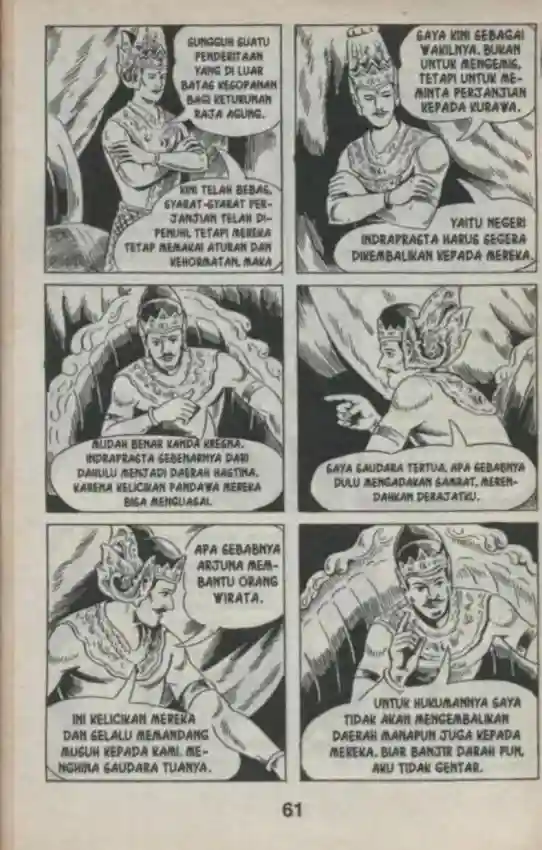 SUNGGUH SUATU
PENDERITAAN
YANG DI LUAR
BATAS KESOPANAN
BAGI KETURUNAN
RAJA AGUNG.
KINI TELAH BEBAS,
SYARAT-SYARAT PER-
JANJIAN TELAH DI-
PENUHI, TETAPI MEREKA
TETAP MEMAKAI ATURAN DAN
KEHORMATAN. MAKA
SAYA KINI SEBAGAI
WAKILNYA. BUKAN
UNTUK MENGEMIS,
TETAPI UNTUK ME-
MINTA PERJANJIAN
KEPADA KURAWA.
YAITU NEGERI
INDRAPRASTA HARUS SEGERA
DIKEMBALIKAN KEPADA MEREKA.
MUDAH BENAR KANDA KRESNA.
INDRAPRASTA SEBENARNYA DARI
DAHULU MENJADI DAERAH HASTINA.
KARENA KELICIKAN PANDAWA MEREKA
BISA MENGUASAI.
SAYA SAUDARA TERTUA. APA SEBABNYA
DULU MENGADAKAN SAMRAT. MEREN-
DAHKAN DERAJATKU.
APA SEBABNYA
ARJUNA MEM-
BANTU ORANG
WIRATA.
INI KELICIKAN MEREKA
DAN SELALU MEMANDANG
MUSUH KEPADA KAMI. ME-
NGHINA SAUDARA TUANYA.
UNTUK HUKUMANNYA SAYA
TIDAK AKAN MENGEMBALIKAN
DAERAH MANAPUN JUGA KEPADA
MEREKA. BIAR BANJIR DARAH PUN,
AKU TIDAK GENTAR.
61